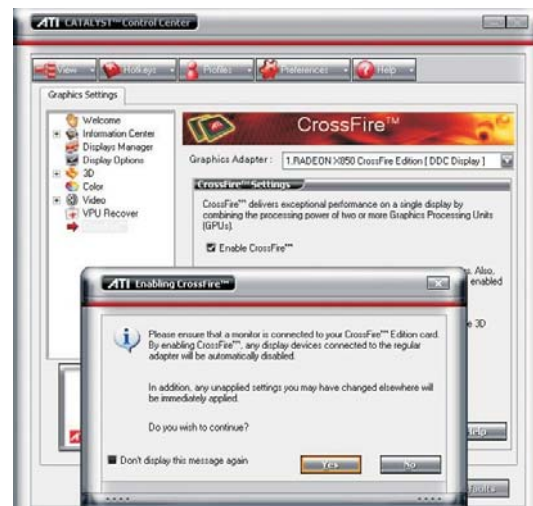 ATI CATALYST™ Control Center
View Hotkeys Profiles Preferences Help
Graphics Settings
Welcome
Information Center
Displays Manager
Display Options
3D
Color
Video
VPU Recover
CrossFire™
Graphics Adapter : 1.RADEON X850 CrossFire Edition [ DDC Display ]
CrossFire™ Settings
CrossFire™ delivers exceptional performance on a single display by
combining the processing power of two or more Graphics Processing Units
(GPUs).
Enable CrossFire™
Also,
enabled
3D
ATI Enabling CrossFire™
Please ensure that a monitor is connected to your CrossFire™ Edition card.
By enabling CrossFire™, any display devices connected to the regular
adapter will be automatically disabled.
In addition, any unapplied settings you may have changed elsewhere will
be immediately applied.
Do you wish to continue?
Don't display this message again
Yes No